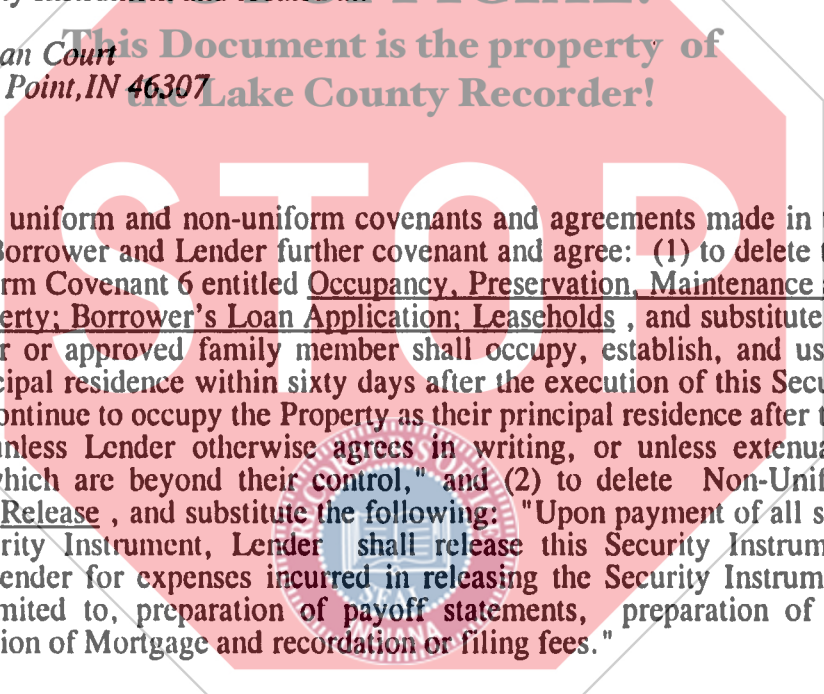 This Document is the property of
the Lake County Recorder!
STOP
an Court
Point, IN 46307
uniform and non-uniform covenants and agreements made in
Borrower and Lender further covenant and agree: (1) to delete
rm Covenant 6 entitled Occupancy, Preservation, Maintenance
erty; Borrower's Loan Application; Leaseholds , and substitute
r or approved family member shall occupy, establish, and us
cipal residence within sixty days after the execution of this Secu
ontinue to occupy the Property as their principal residence after
unless Lender otherwise agrees in writing, or unless extenua
which are beyond their control," and (2) to delete Non-Unif
Release , and substitute the following: "Upon payment of all s
rity Instrument, Lender shall release this Security Instrum
ender for expenses incurred in releasing the Security Instrum
mited to, preparation of payoff statements, preparation of
ion of Mortgage and recordation or filing fees."
SEAL
INDIANA